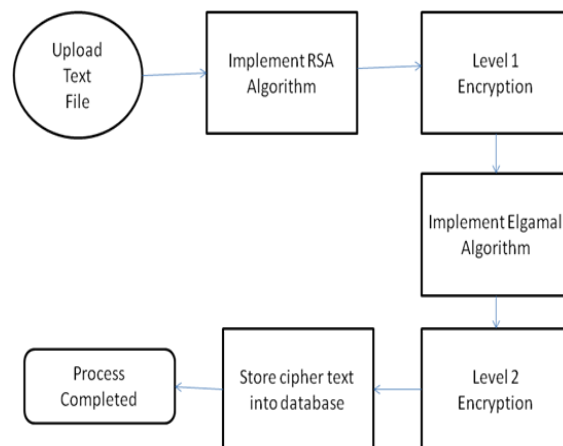 Upload
Text
File
Implement RSA
Algorithm
Level 1
Encryption
Implement Elgamal
Algorithm
Level 2
Encryption
Store cipher text
into database
Process
Completed